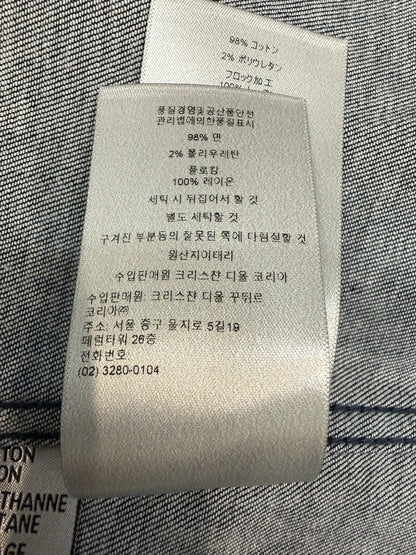 98% コットン
2% ポリウレタン
フロック加工
100% レーヨン
품질경영및공산품안전
관리법에의한품질표시
98% 면
2% 폴리우레탄
플로킹
100% 레이온
세탁 시 뒤집어서 할 것
별도 세탁할 것
구겨진 부분등의 잘못된 쪽에 다림질할 것
원산지이태리
수입판매원 크리스챤 디올 코리아
수입판매원: 크리스챤 디올 꾸뛰르
코리아㈜
주소: 서울 중구 을지로 5길19
페럼타워 26층
전화번호:
(02) 3280-0104
TTON
ON
THANNE
TANE
AGE